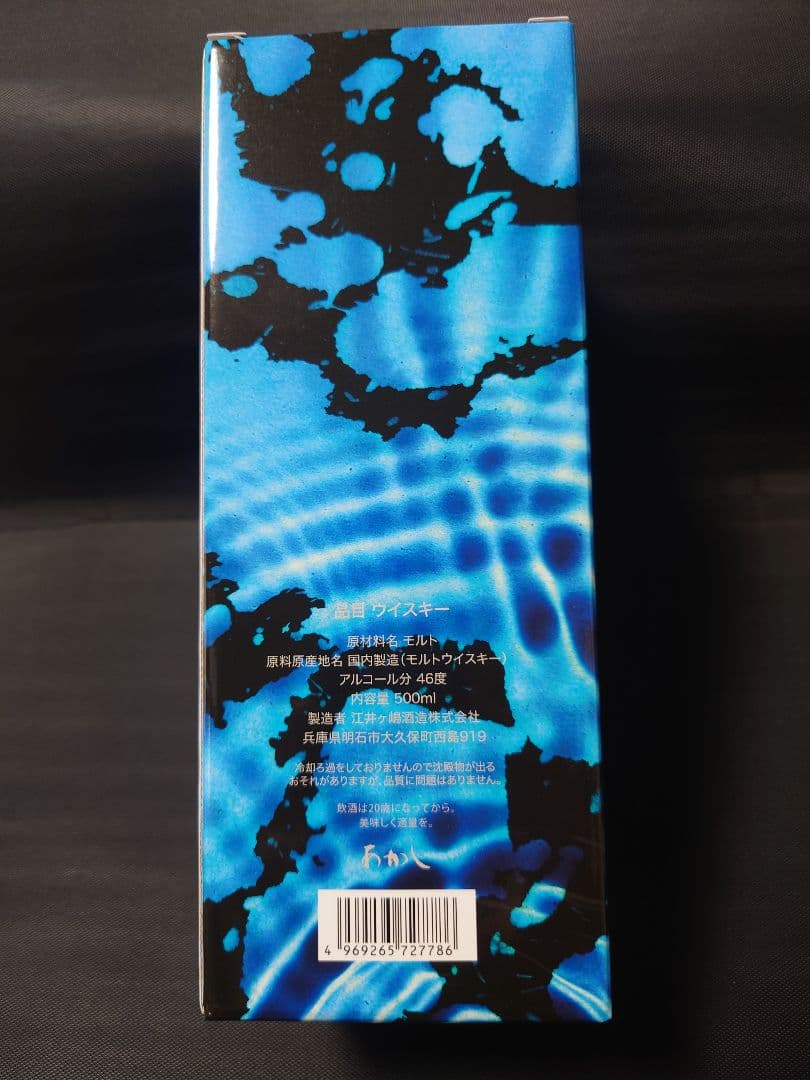 品目 ウイスキー
原材料名 モルト
原料原産地名 国内製造(モルトウイスキー)
アルコール分 46度
内容量 500ml
製造者 江井ヶ嶋酒造株式会社
兵庫県明石市大久保町西島919
冷却ろ過をしておりませんので沈殿物が出る
おそれがありますが、品質に問題はありません。
飲酒は20歳になってから。
美味しく適量を。
あかし
4 969265 727786